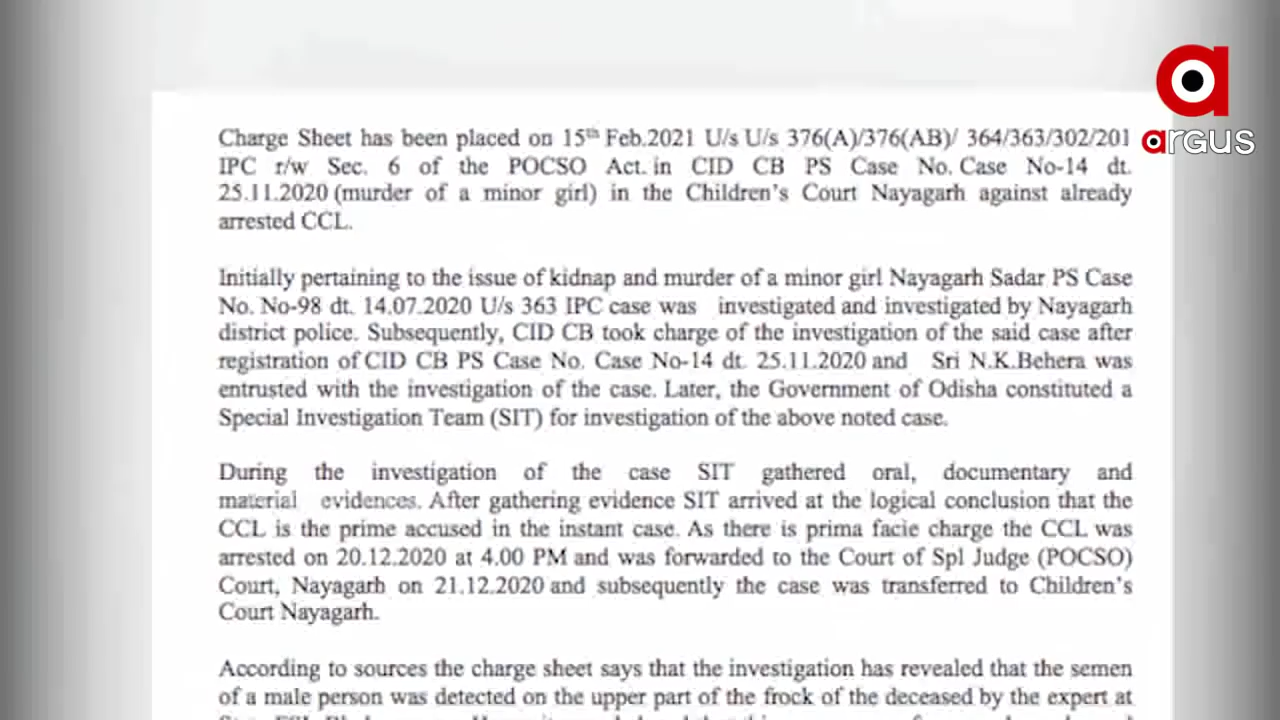 argus
Charge Sheet has been placed on 15th Feb.2021 U/s U/s 376(A)/376(AB)/ 364/363/302/201
IPC r/w Sec. 6 of the POCSO Act. in CID CB PS Case No. Case No-14 dt.
25.11.2020 (murder of a minor girl) in the Children's Court Nayagarh against already
arrested CCL.
Initially pertaining to the issue of kidnap and murder of a minor girl Nayagarh Sadar PS Case
No. No-98 dt. 14.07.2020 U/s 363 IPC case was investigated and investigated by Nayagarh
district police. Subsequently, CID CB took charge of the investigation of the said case after
registration of CID CB PS Case No. Case No-14 dt. 25.11.2020 and Sri N.K.Behera was
entrusted with the investigation of the case. Later, the Government of Odisha constituted a
Special Investigation Team (SIT) for investigation of the above noted case.
During the investigation of the case SIT gathered oral, documentary and
material evidences. After gathering evidence SIT arrived at the logical conclusion that the
CCL is the prime accused in the instant case. As there is prima facie charge the CCL was
arrested on 20.12.2020 at 4.00 PM and was forwarded to the Court of Spl Judge (POCSO)
Court, Nayagarh on 21.12.2020 and subsequently the case was transferred to Children's
Court Nayagarh.
According to sources the charge sheet says that the investigation has revealed that the semen
of a male person was detected on the upper part of the frock of the deceased by the expert at